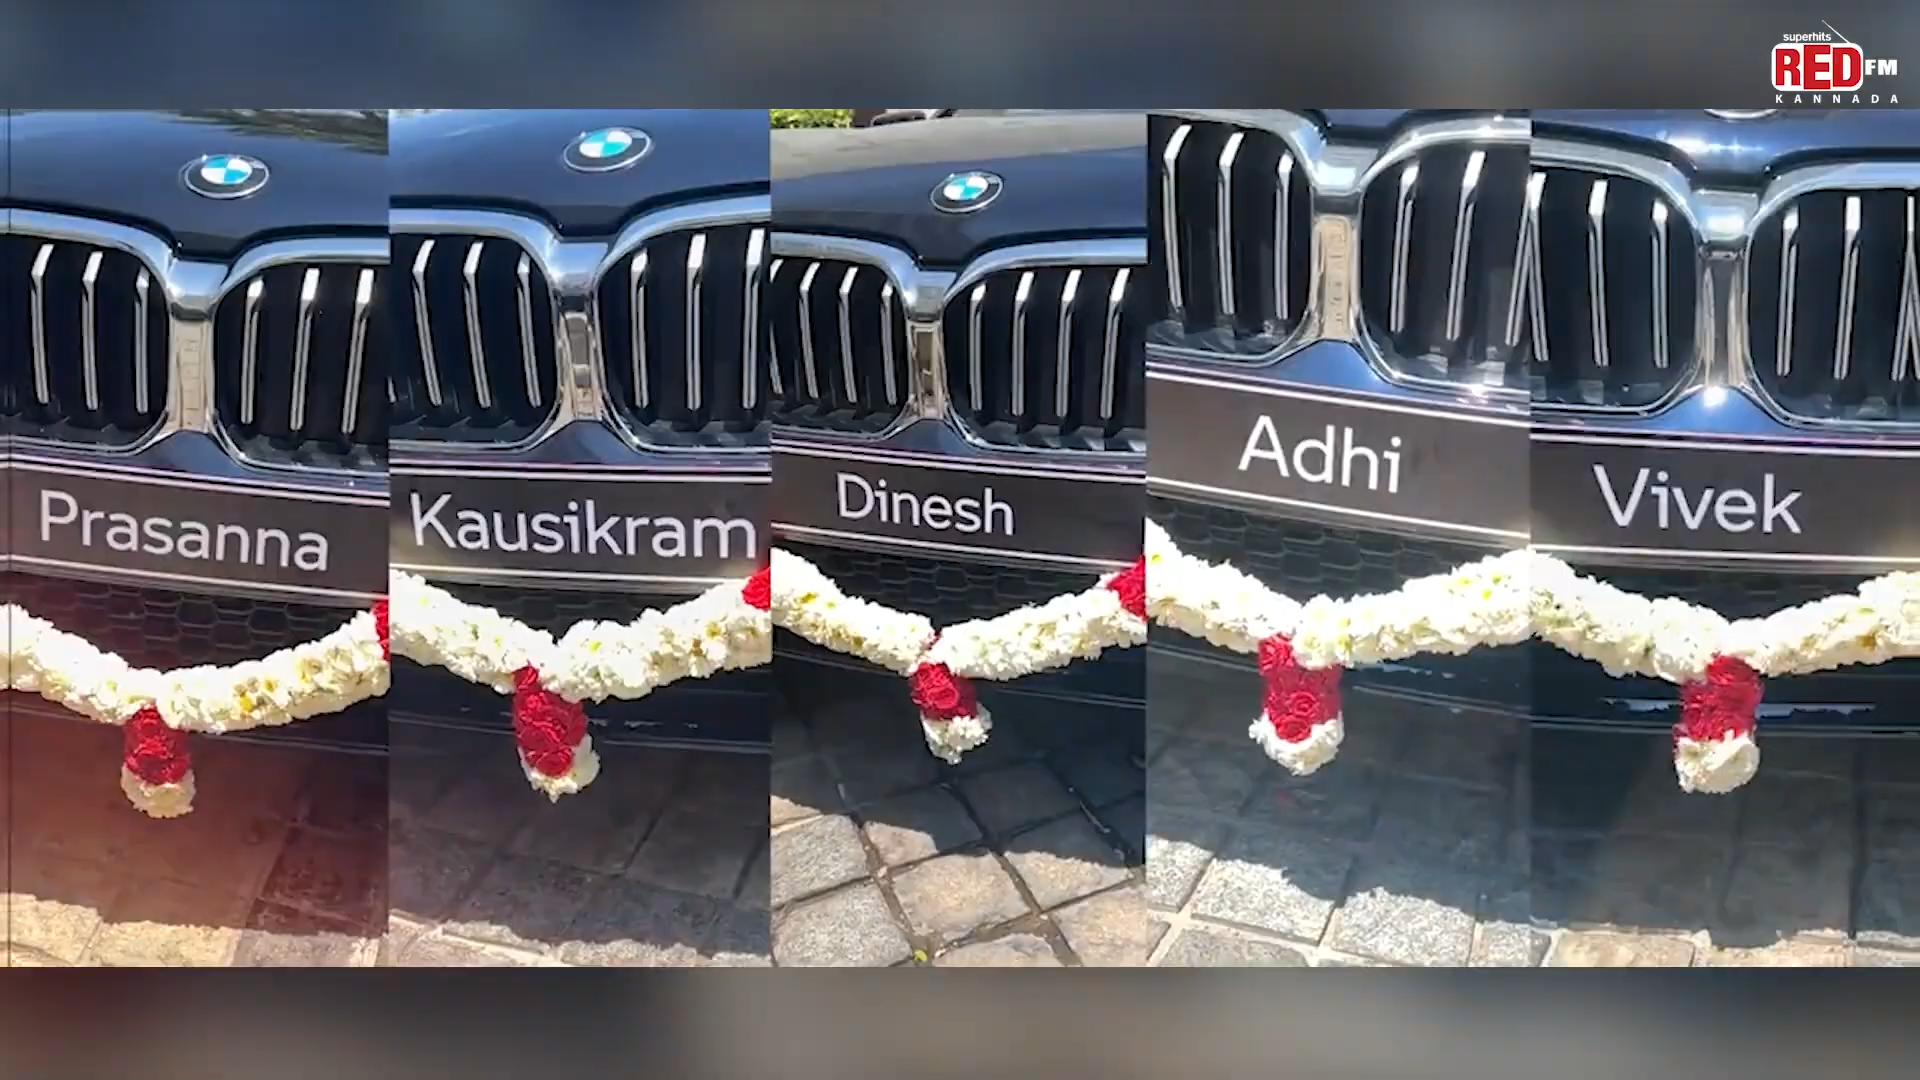 superhits
RED FM
KANNADA
Prasanna
Kausikram
Dinesh
Adhi
Vivek